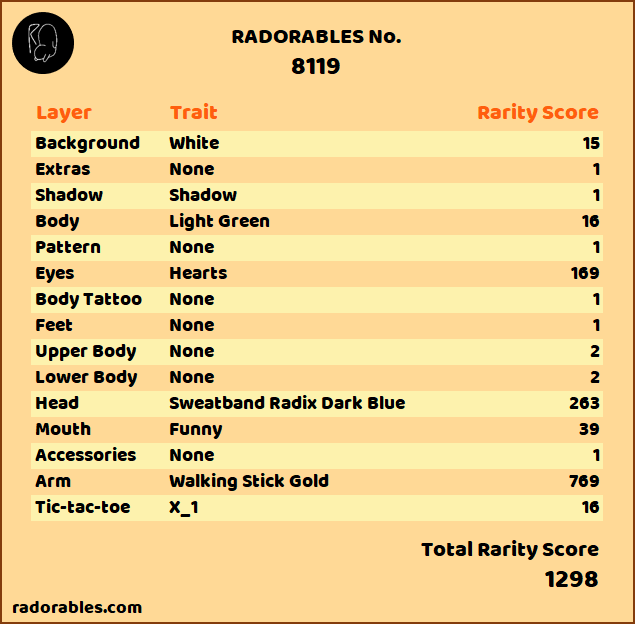 RADORABLES No.
8119
Layer Trait Rarity Score
Background White 15
Extras None 1
Shadow Shadow 1
Body Light Green 16
Pattern None 1
Eyes Hearts 169
Body Tattoo None 1
Feet None 1
Upper Body None 2
Lower Body None 2
Head Sweatband Radix Dark Blue 263
Mouth Funny 39
Accessories None 1
Arm Walking Stick Gold 769
Tic-tac-toe X_1 16
Total Rarity Score
1298
radorables.com